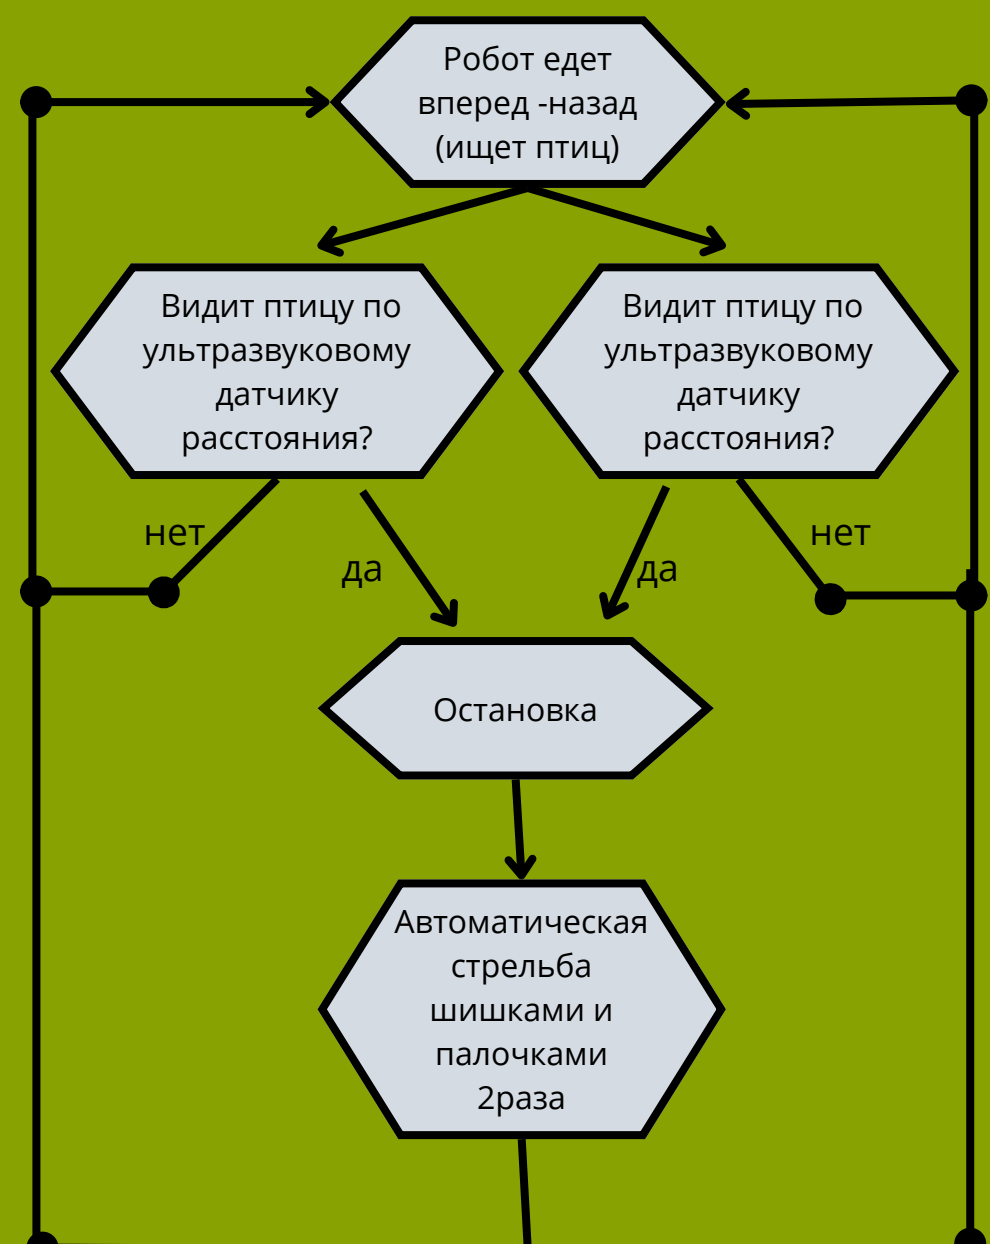 Робот едет
вперед -назад
(ищет птиц)
Видит птицу по
ультразвуковому
датчику
расстояния?
Видит птицу по
ультразвуковому
датчику
расстояния?
нет
да
да
нет
Остановка
Автоматическая
стрельба
шишками и
палочками
2раза